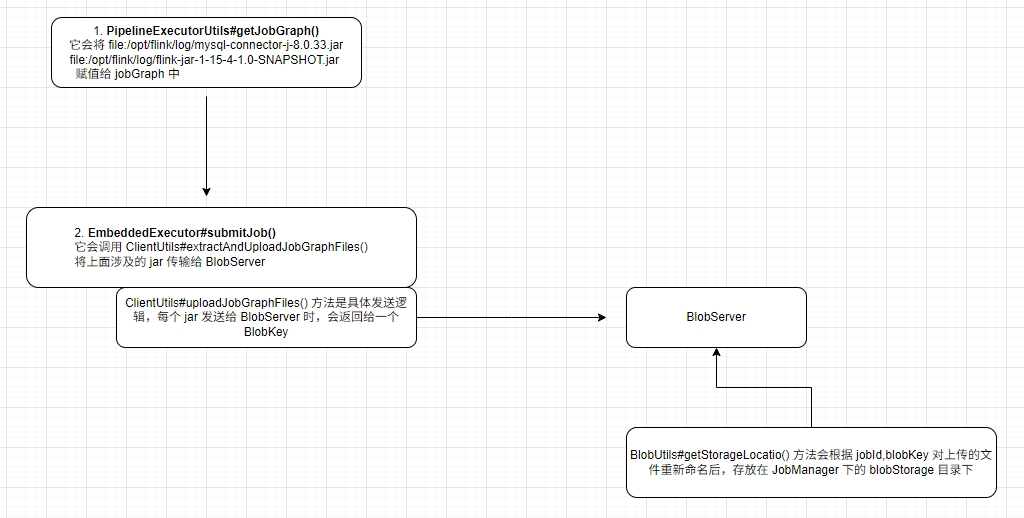 1. PipelineExecutorUtils#getJobGraph()
它会将 file:/opt/flink/log/mysql-connector-j-8.0.33.jar
file:/opt/flink/log/flink-jar-1-15-4-1.0-SNAPSHOT.jar
赋值给 jobGraph 中
2. EmbeddedExecutor#submitJob()
它会调用 ClientUtils#extractAndUploadJobGraphFiles()
将上面涉及的 jar 传输给 BlobServer
ClientUtils#uploadJobGraphFiles() 方法是具体发送逻
辑，每个 jar 发送给 BlobServer 时，会返回给一个
BlobKey
BlobServer
BlobUtils#getStorageLocatio() 方法会根据 jobId,blobKey 对上传的文
件重新命名后，存放在 JobManager 下的 blobStorage 目录下